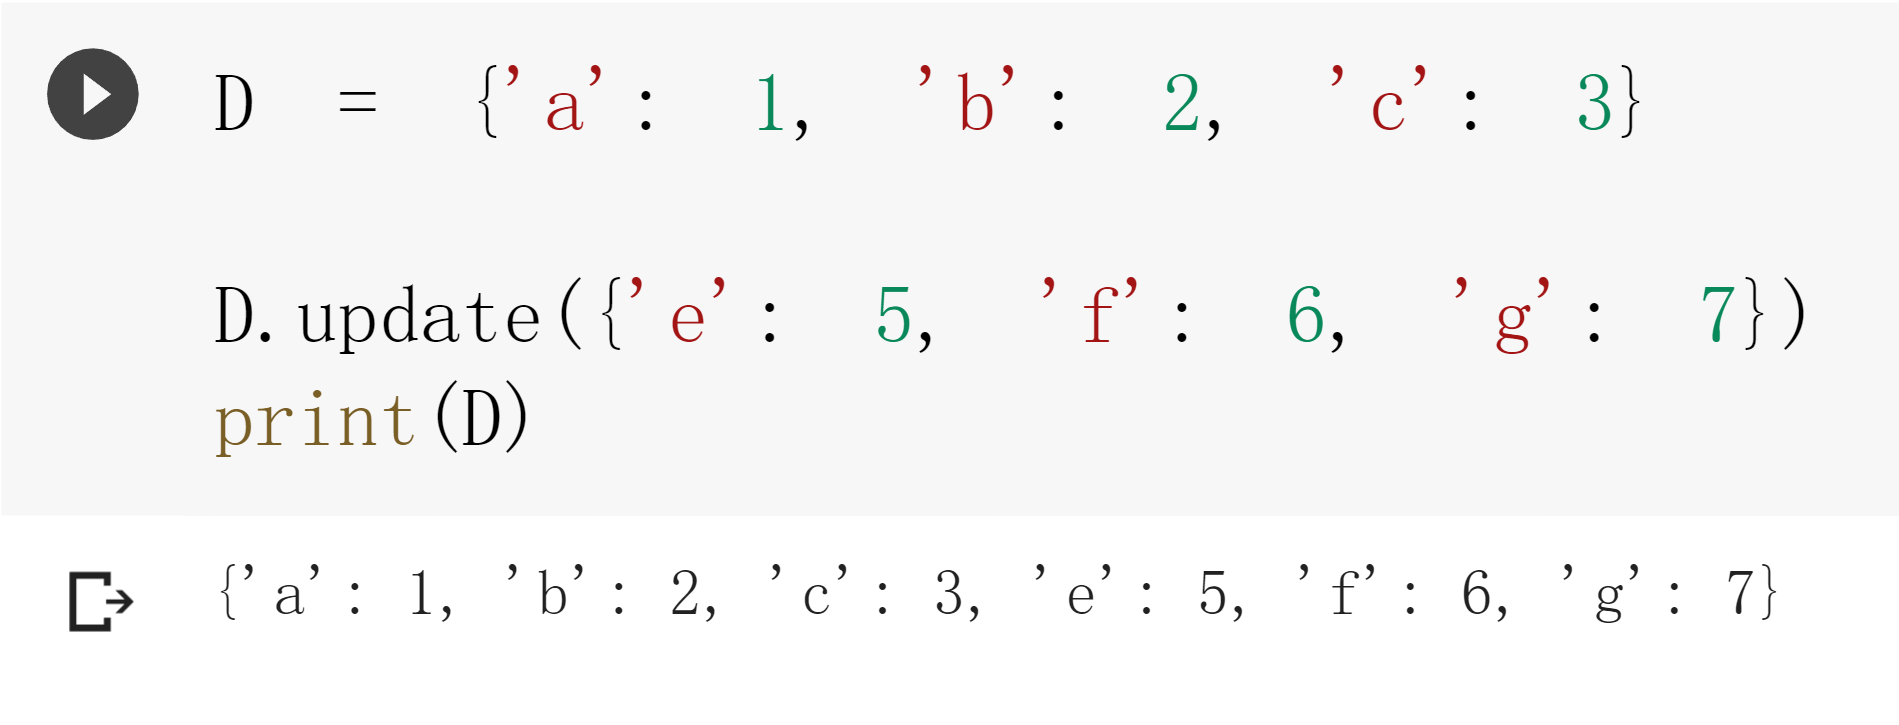 D = {'a': 1, 'b': 2, 'c': 3}
D.update({'e': 5, 'f': 6, 'g': 7})
print(D)
{'a': 1, 'b': 2, 'c': 3, 'e': 5, 'f': 6, 'g': 7}